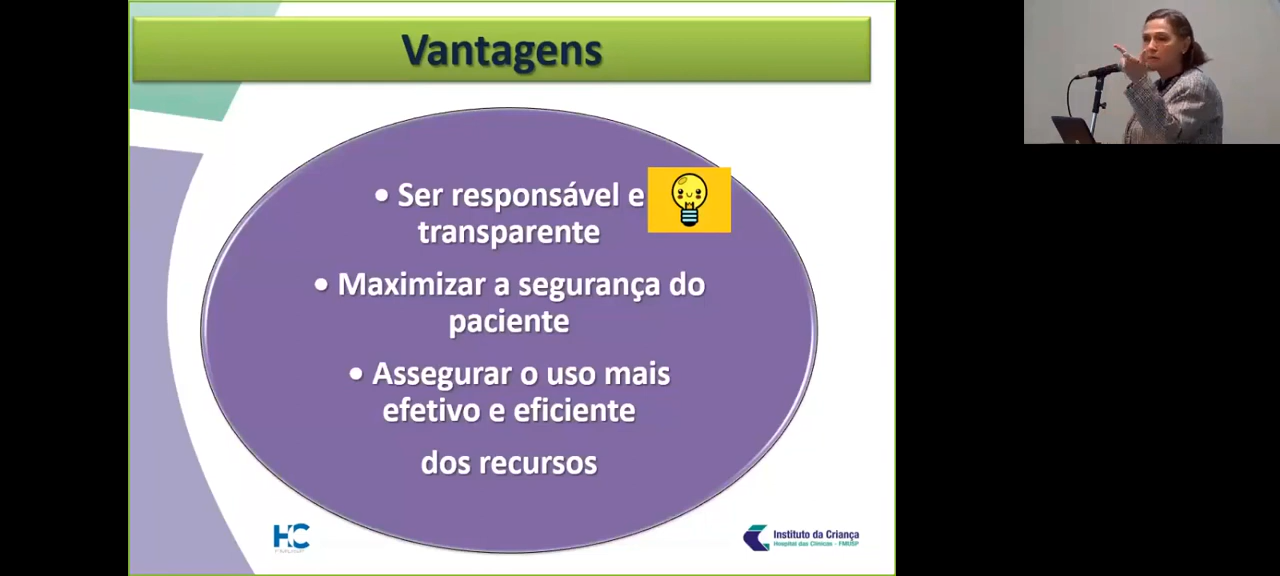 Vantagens
• Ser responsável e
transparente
• Maximizar a segurança do
paciente
• Assegurar o uso mais
efetivo e eficiente
dos recursos
HC
FMUSP
Instituto da Criança
Hospital das Clínicas - FMUSP